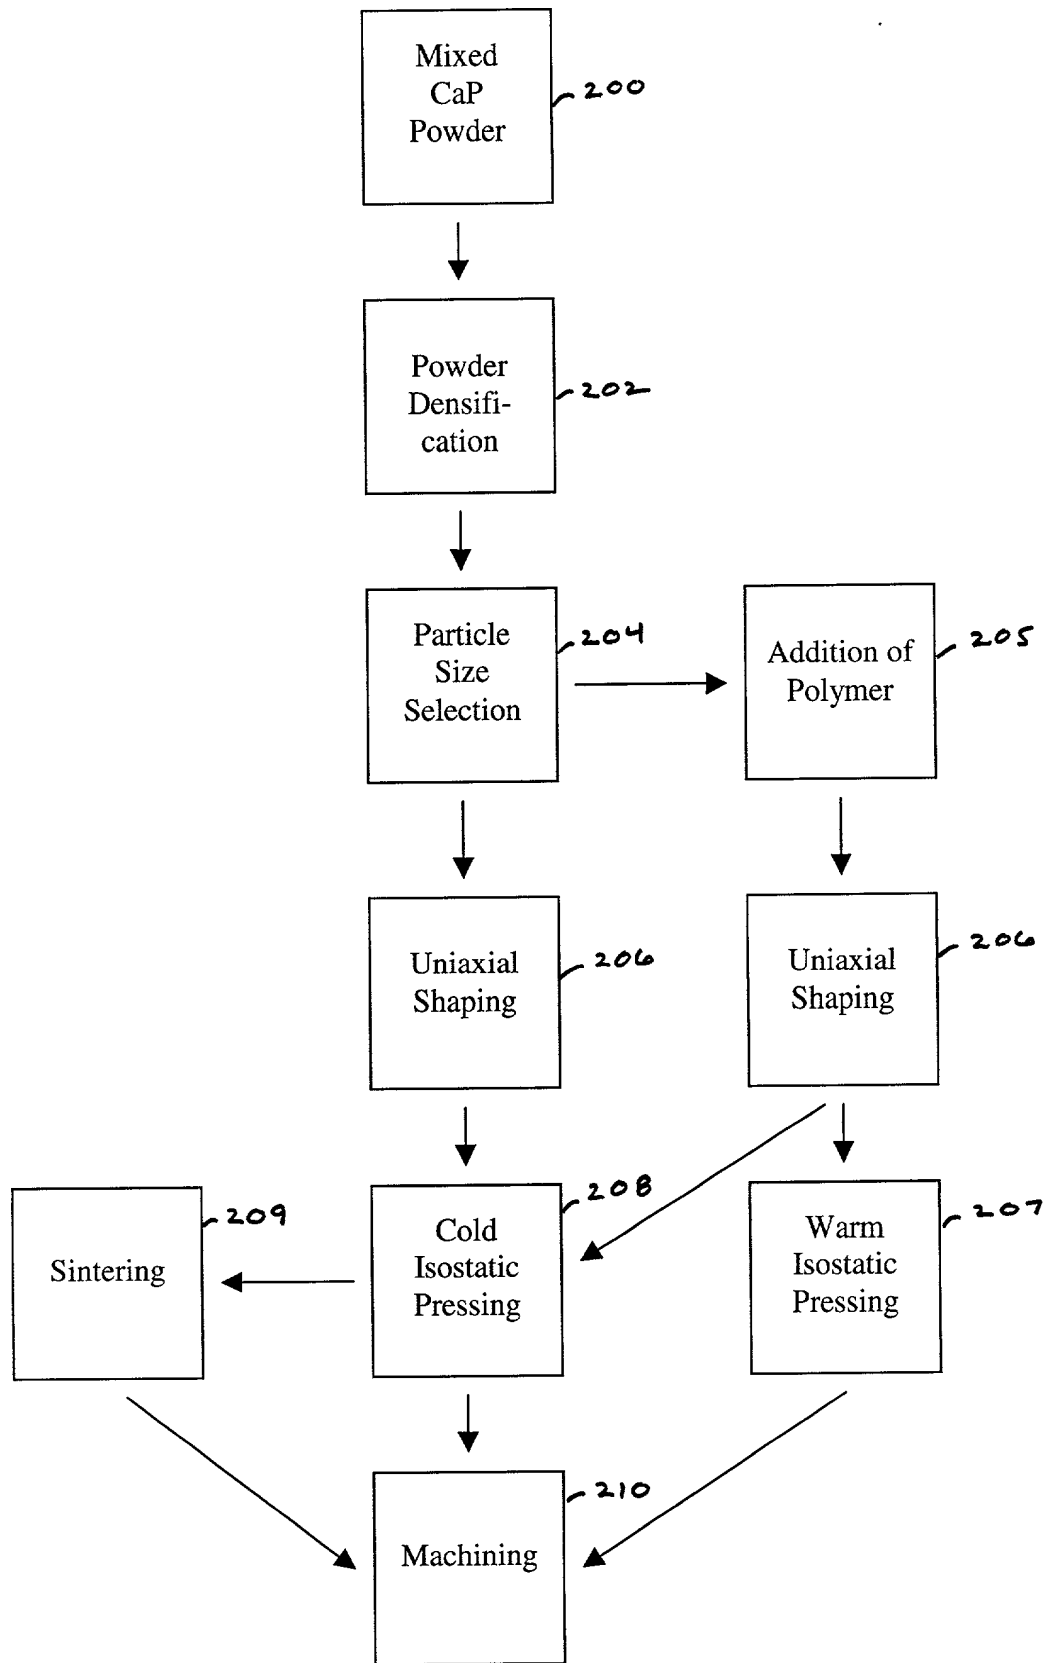 Mixed
CaP
Powder
200
Powder
Densifi-
cation
202
Particle
Size
Selection
204
Addition of
Polymer
205
Uniaxial
Shaping
206
Uniaxial
Shaping
206
Sintering
209
Cold
Isostatic
Pressing
208
Warm
Isostatic
Pressing
207
Machining
210